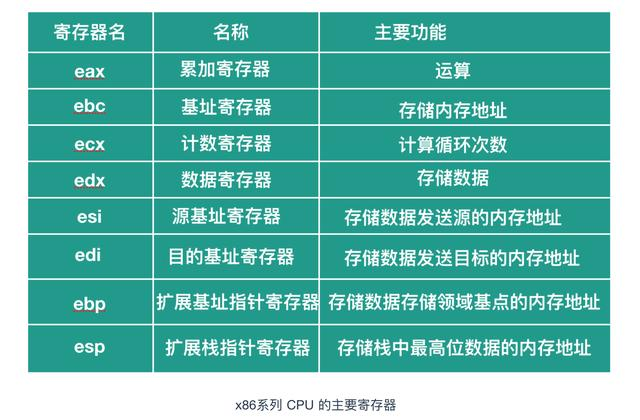 寄存器名 名称 主要功能
eax 累加寄存器 运算
ebc 基址寄存器 存储内存地址
ecx 计数寄存器 计算循环次数
edx 数据寄存器 存储数据
esi 源基址寄存器 存储数据发送源的内存地址
edi 目的基址寄存器 存储数据发送目标的内存地址
ebp 扩展基址指针寄存器 存储数据存储领域基点的内存地址
esp 扩展栈指针寄存器 存储栈中最高位数据的内存地址
x86系列 CPU 的主要寄存器